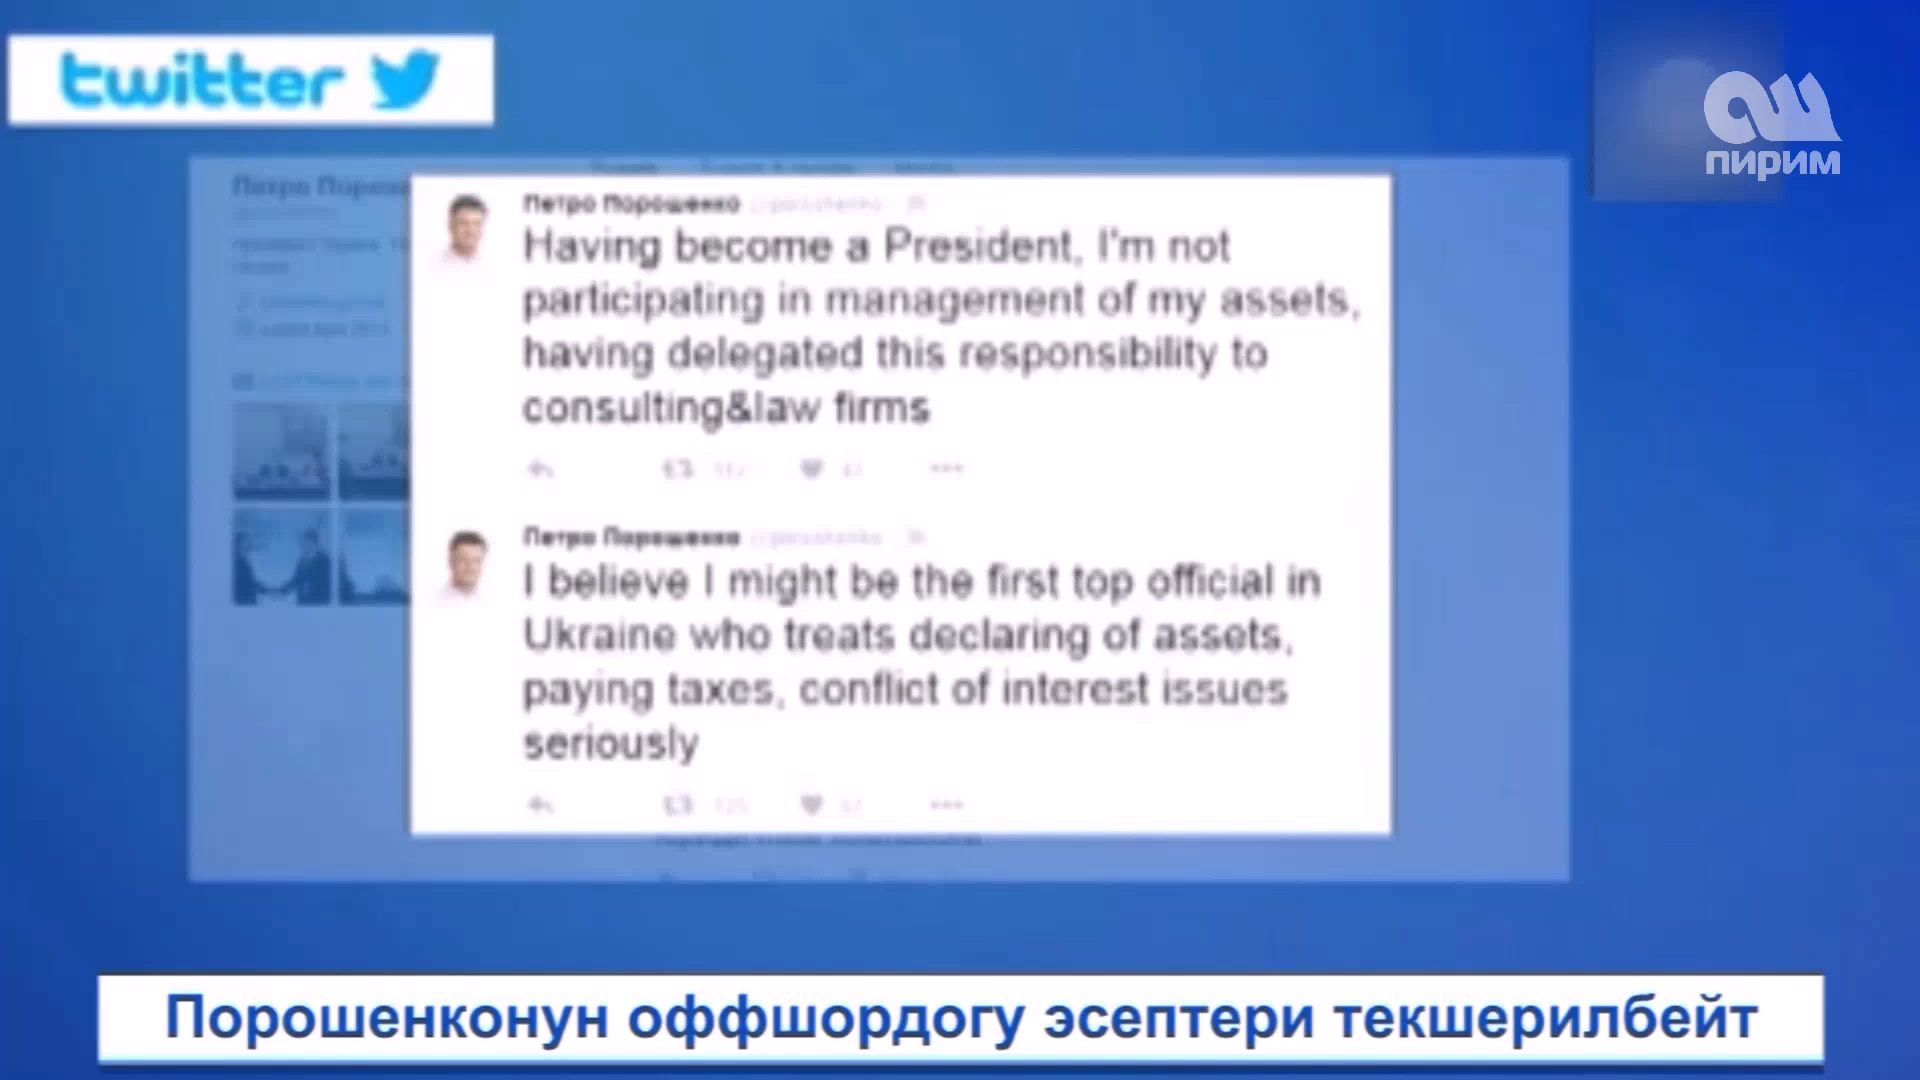 twitter
пирим
Петро Порошенко
Having become a President, I'm not
participating in management of my assets,
having delegated this responsibility to
consulting&law firms
Петро Порошенко
I believe I might be the first top official in
Ukraine who treats declaring of assets,
paying taxes, conflict of interest issues
seriously
Порошенконун оффшордогу эсептери текшерилбейт